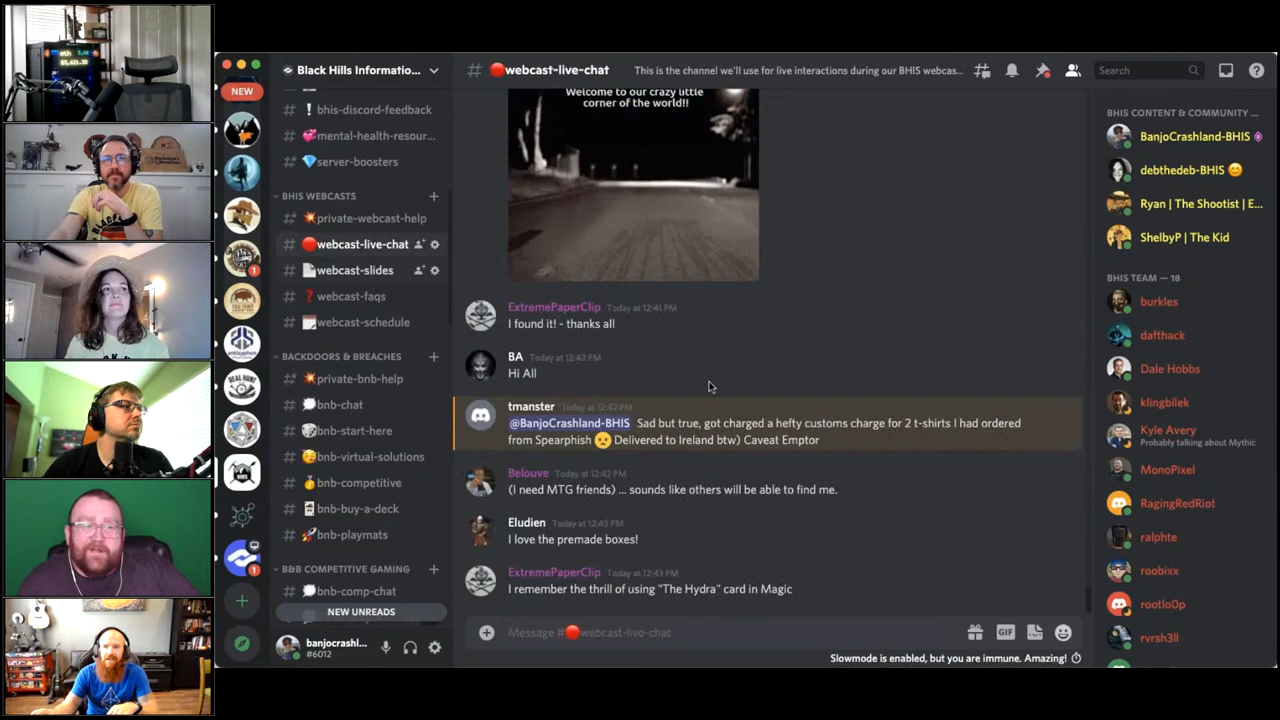 Black Hills Informatio...
NEW
bhis-discord-feedback
mental-health-resour...
server-boosters
BHIS WEBCASTS
private-webcast-help
webcast-live-chat
webcast-slides
webcast-faqs
webcast-schedule
BACKDOORS & BREACHES
private-bnb-help
bnb-chat
bnb-start-here
bnb-virtual-solutions
bnb-competitive
bnb-buy-a-deck
bnb-playmats
B&B COMPETITIVE GAMING
bnb-comp-chat
NEW UNREADS
banjocrashl...
#6012
1
1
# webcast-live-chat
This is the channel we'll use for live interactions during our BHIS webcas...
Search
Welcome to our crazy little
corner of the world!!
ExtremePaperClip Today at 12:41 PM
I found it! - thanks all
BA Today at 12:42 PM
Hi All
tmanster Today at 12:42 PM
@BanjoCrashland-BHIS Sad but true, got charged a hefty customs charge for 2 t-shirts I had ordered
from Spearphish Delivered to Ireland btw) Caveat Emptor
Belouve Today at 12:42 PM
(I need MTG friends) ... sounds like others will be able to find me.
Eludien Today at 12:43 PM
I love the premade boxes!
ExtremePaperClip Today at 12:43 PM
I remember the thrill of using "The Hydra" card in Magic
Message # webcast-live-chat
GIF
Slowmode is enabled, but you are immune. Amazing!
BHIS CONTENT & COMMUNITY ...
BanjoCrashland-BHIS
debthedeb-BHIS
Ryan | The Shootist | E...
ShelbyP | The Kid
BHIS TEAM — 18
burkles
dafthack
Dale Hobbs
klingbilek
Kyle Avery
Probably talking about Mythic
MonoPixel
RagingRedRiot
ralphte
roobixx
rootlo0p
rvrsh3ll